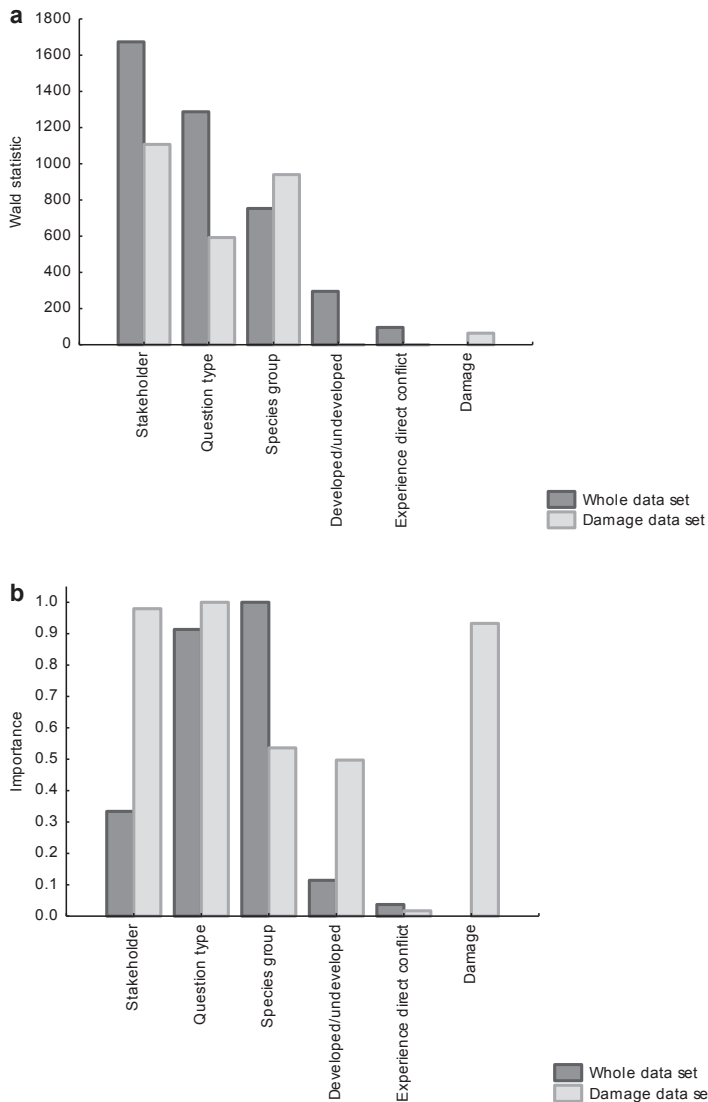 a
1800
1600
1400
1200
1000
800
600
400
200
0
Wald statistic
Stakeholder
Question type
Species group
Developed/undeveloped
Experience direct conflict
Damage
Whole data set
Damage data set
b
1.0
0.9
0.8
0.7
0.6
0.5
0.4
0.3
0.2
0.1
0.0
Importance
Stakeholder
Question type
Species group
Developed/undeveloped
Experience direct conflict
Damage
Whole data set
Damage data se